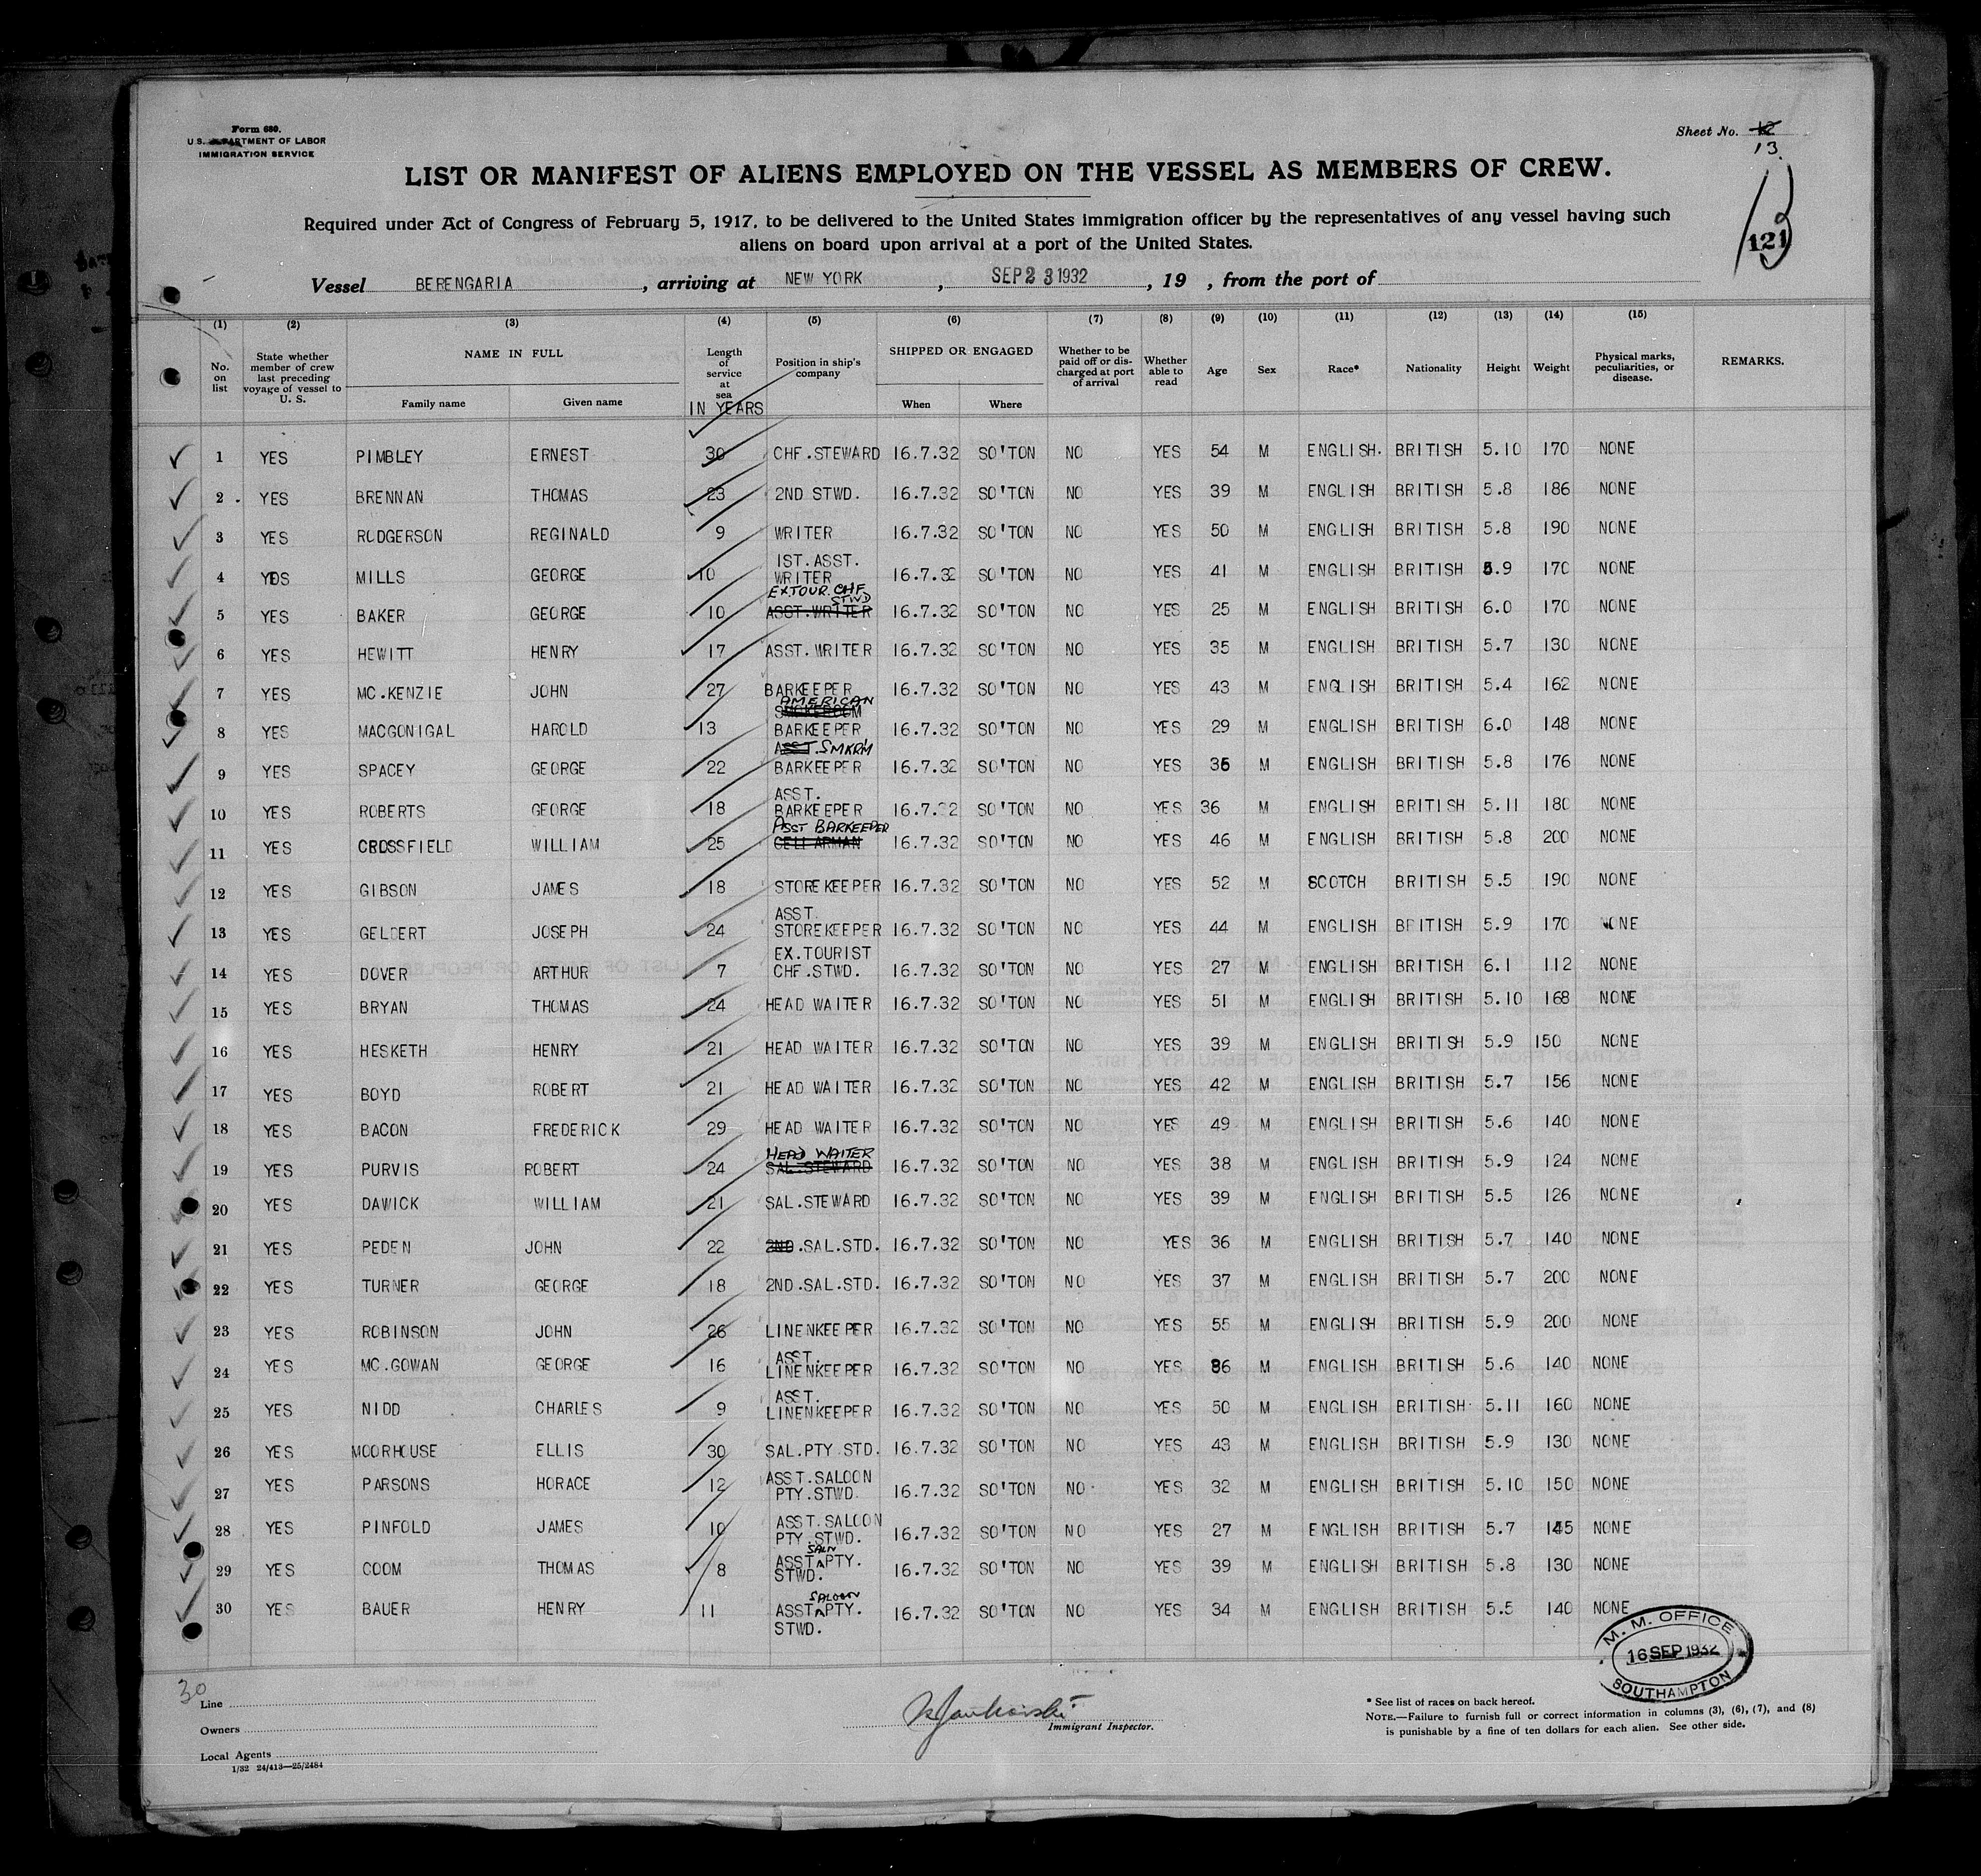 Form 680.
U.S. DEPARTMENT OF LABOR
IMMIGRATION SERVICE
Sheet No. 12
13
13
121
LIST OR MANIFEST OF ALIENS EMPLOYED ON THE VESSEL AS MEMBERS OF CREW.
Required under Act of Congress of February 5, 1917, to be delivered to the United States immigration officer by the representatives of any vessel having such
aliens on board upon arrival at a port of the United States.
Vessel BERENGARIA, arriving at NEW YORK, SEP 23 1932, 19 , from the port of
(1) (2) (3) (4) (5) (6) (7) (8) (9) (10) (11) (12) (13) (14) (15)
No. on list State whether member of crew last preceding voyage of vessel to U. S. NAME IN FULL Family name Given name Length of service at sea IN YEARS Position in ship's company SHIPPED OR ENGAGED When Where Whether to be paid off or discharged at port of arrival Whether able to read Age Sex Race* Nationality Height Weight Physical marks, peculiarities, or disease. REMARKS.
1 YES PIMBLEY ERNEST 30 CHF.STEWARD 16.7.32 SO'TON NO YES 54 M ENGLISH. BRITISH 5.10 170 NONE
2 . YES BRENNAN THOMAS 23 2ND STWD. 16.7.32 SO'TON NO YES 39 M ENGLISH BRITISH 5.8 186 NONE
3 YES RODGERSON REGINALD 9 WRITER 16.7.32 SO'TON NO YES 50 M ENGLISH BRITISH 5.8 190 NONE
4 YES MILLS GEORGE 10 1ST.ASST. WRITER 16.7.32 SO'TON NO YES 41 M ENGLISH BRITISH 5.9 170 NONE
5 YES BAKER GEORGE 10 EX TOUR CHF STWD ASST.WRITER 16.7.32 SO'TON NO YES 25 M ENGLISH BRITISH 6.0 170 NONE
6 YES HEWITT HENRY 17 ASST.WRITER 16.7.32 SO'TON NO YES 35 M ENGLISH BRITISH 5.7 130 NONE
7 YES MC.KENZIE JOHN 27 BARKEEPER 16.7.32 SO'TON NO YES 43 M ENGLISH BRITISH 5.4 162 NONE
8 YES MACGONIGAL HAROLD 13 AMERICAN SMOKEROOM BARKEEPER 16.7.32 SO'TON NO YES 29 M ENGLISH BRITISH 6.0 148 NONE
9 YES SPACEY GEORGE 22 ASST.SMKRM BARKEEPER 16.7.32 SO'TON NO YES 36 M ENGLISH BRITISH 5.8 176 NONE
10 YES ROBERTS GEORGE 18 ASST. BARKEEPER 16.7.32 SO'TON NO YES 36 M ENGLISH BRITISH 5.11 180 NONE
11 YES CROSSFIELD WILLIAM 25 ASST BARKEEPER CELLARMAN 16.7.32 SO'TON NO YES 46 M ENGLISH BRITISH 5.8 200 NONE
12 YES GIBSON JAMES 18 STOREKEEPER 16.7.32 SO'TON NO YES 52 M SCOTCH BRITISH 5.5 190 NONE
13 YES GELDERT JOSEPH 24 ASST. STOREKEEPER 16.7.32 SO'TON NO YES 44 M ENGLISH BRITISH 5.9 170 NONE
14 YES DOVER ARTHUR 7 EX.TOURIST CHF.STWD. 16.7.32 SO'TON NO YES 27 M ENGLISH BRITISH 6.1 112 NONE
15 YES BRYAN THOMAS 24 HEAD WAITER 16.7.32 SO'TON NO YES 51 M ENGLISH BRITISH 5.10 168 NONE
16 YES HESKETH HENRY 21 HEAD WAITER 16.7.32 SO'TON NO YES 39 M ENGLISH BRITISH 5.9 150 NONE
17 YES BOYD ROBERT 21 HEAD WAITER 16.7.32 SO'TON NO YES 42 M ENGLISH BRITISH 5.7 156 NONE
18 YES BACON FREDERICK 29 HEAD WAITER 16.7.32 SO'TON NO YES 49 M ENGLISH BRITISH 5.6 140 NONE
19 YES PURVIS ROBERT 24 HEAD WAITER SAL.STEWARD 16.7.32 SO'TON NO YES 38 M ENGLISH BRITISH 5.9 124 NONE
20 YES DAWICK WILLIAM 21 SAL.STEWARD 16.7.32 SO'TON NO YES 39 M ENGLISH BRITISH 5.5 126 NONE
21 YES PEDEN JOHN 22 2ND.SAL.STD. 16.7.32 SO'TON NO YES 36 M ENGLISH BRITISH 5.7 140 NONE
22 YES TURNER GEORGE 18 2ND.SAL.STD. 16.7.32 SO'TON NO YES 37 M ENGLISH BRITISH 5.7 200 NONE
23 YES ROBINSON JOHN 26 LINENKEEPER 16.7.32 SO'TON NO YES 55 M ENGLISH BRITISH 5.9 200 NONE
24 YES MC.GOWAN GEORGE 16 ASST. LINENKEEPER 16.7.32 SO'TON NO YES 36 M ENGLISH BRITISH 5.6 140 NONE
25 YES NIDD CHARLES 9 ASST. LINENKEEPER 16.7.32 SO'TON NO YES 50 M ENGLISH BRITISH 5.11 160 NONE
26 YES MOORHOUSE ELLIS 30 SAL.PTY STD. 16.7.32 SO'TON NO YES 43 M ENGLISH BRITISH 5.9 130 NONE
27 YES PARSONS HORACE 12 ASST.SALOON PTY.STWD. 16.7.32 SO'TON NO YES 32 M ENGLISH BRITISH 5.10 150 NONE
28 YES PINFOLD JAMES 10 ASST.SALOON PTY.STWD. 16.7.32 SO'TON NO YES 27 M ENGLISH BRITISH 5.7 145 NONE
29 YES COOM THOMAS 8 ASST SALN PTY. STWD. 16.7.32 SO'TON NO YES 39 M ENGLISH BRITISH 5.8 130 NONE
30 YES BAUER HENRY 11 ASST SALOON PTY. STWD. 16.7.32 SO'TON NO YES 34 M ENGLISH BRITISH 5.5 140 NONE
M. M. OFFICE
16 SEP 1932
SOUTHAMPTON
30
Line
Owners
Local Agents
1/32 24/413—25/2484
Immigrant Inspector.
* See list of races on back hereof.
NOTE.—Failure to furnish full or correct information in columns (3), (6), (7), and (8)
is punishable by a fine of ten dollars for each alien. See other side.